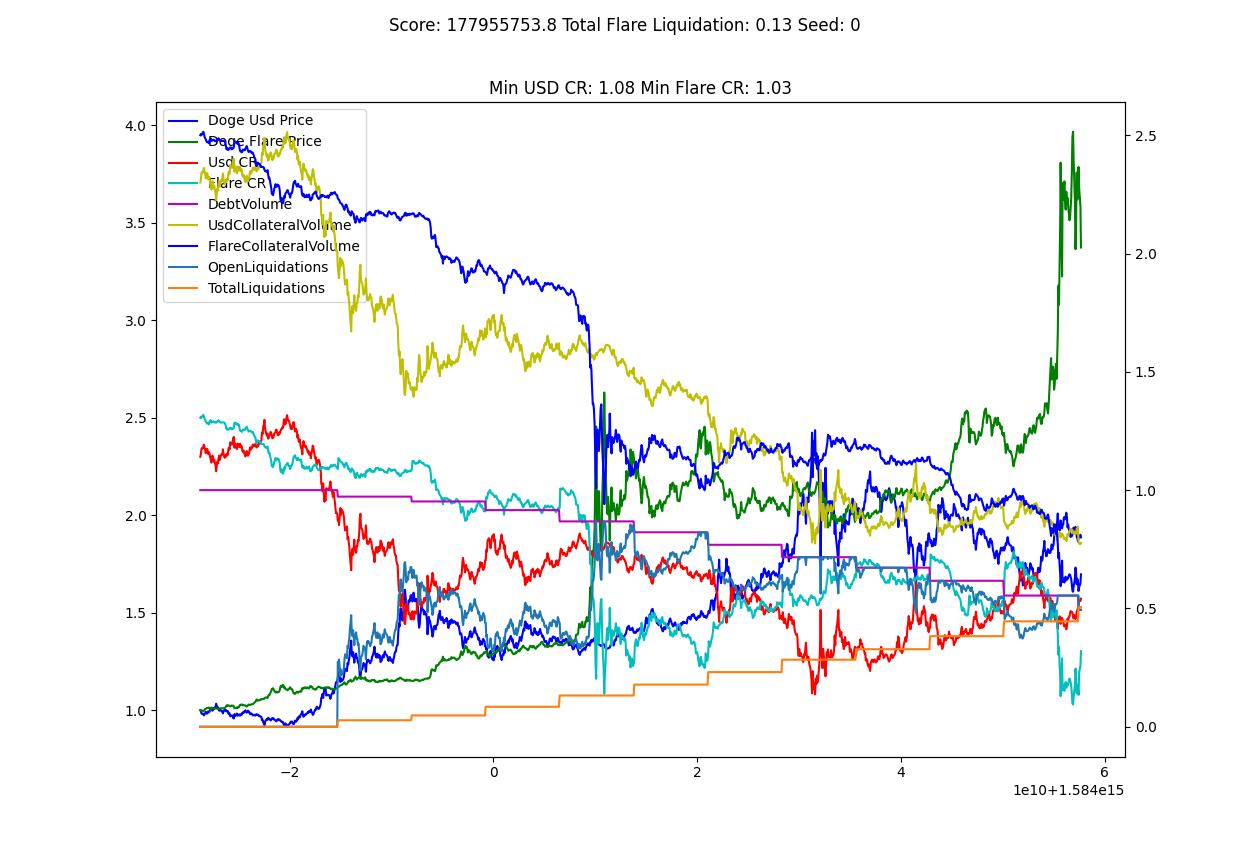 Score: 177955753.8 Total Flare Liquidation: 0.13 Seed: 0
Min USD CR: 1.08 Min Flare CR: 1.03
Doge Usd Price
Doge Flare Price
Usd CR
Flare CR
DebtVolume
UsdCollateralVolume
FlareCollateralVolume
OpenLiquidations
TotalLiquidations
4.0
3.5
3.0
2.5
2.0
1.5
1.0
2.5
2.0
1.5
1.0
0.5
0.0
−2
0
2
4
6
1e10+1.584e15